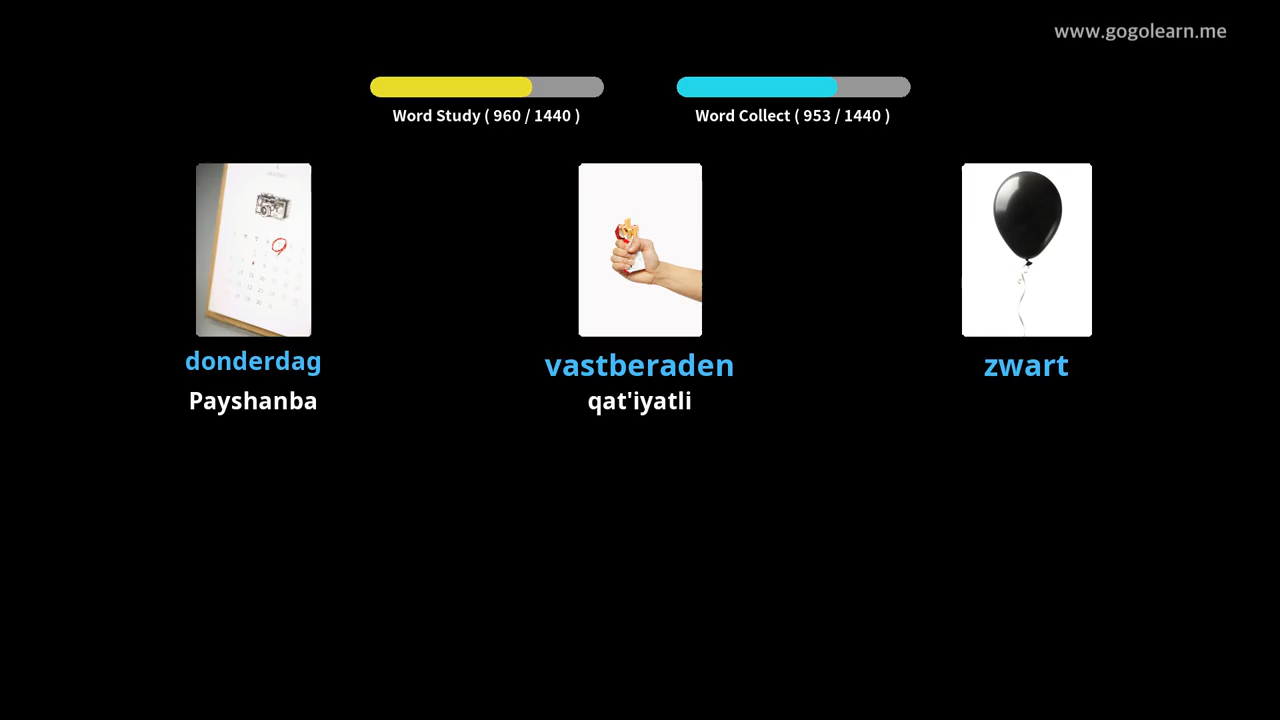 www.gogolearn.me
Word Study ( 960 / 1440 )
Word Collect ( 953 / 1440 )
donderdag
Payshanba
vastberaden
qat'iyatli
zwart